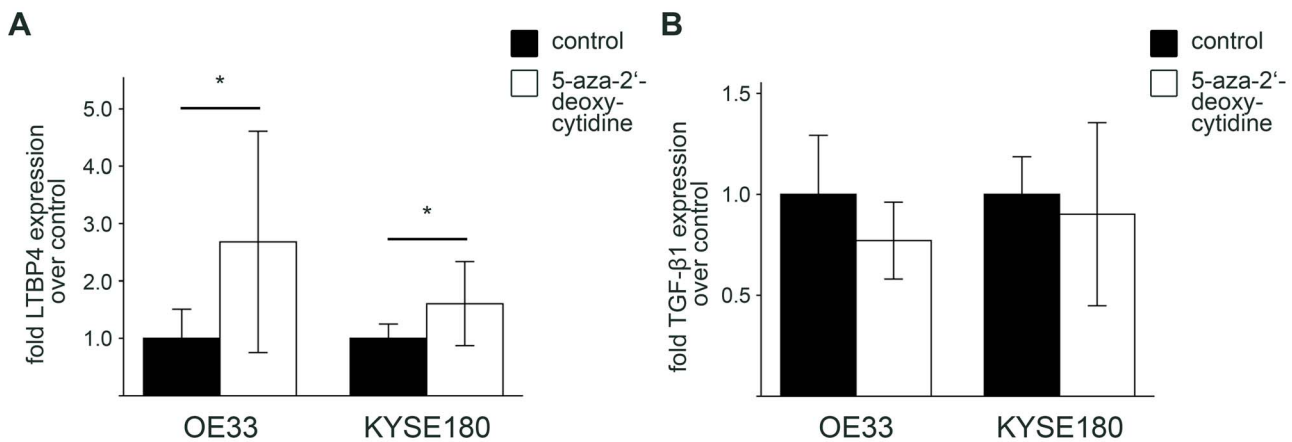 A
control
5-aza-2‘-
deoxy-
cytidine
*
*
5.0
4.0
3.0
2.0
1.0
fold LTBP4 expression
over control
OE33
KYSE180
B
control
5-aza-2‘-
deoxy-
cytidine
1.5
1.0
0.5
fold TGF-β1 expression
over control
OE33
KYSE180